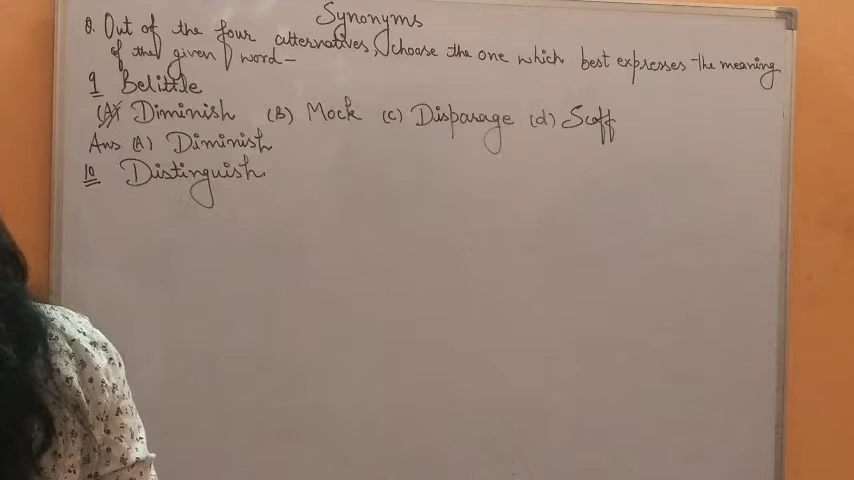 Synonyms
Q. Out of the four alternatives, choose the one which best expresses the meaning
of the given word-
9 Belittle
(A) Diminish (B) Mock (C) Disparage (d) Scoff
Ans (A) Diminish
10 Distinguish